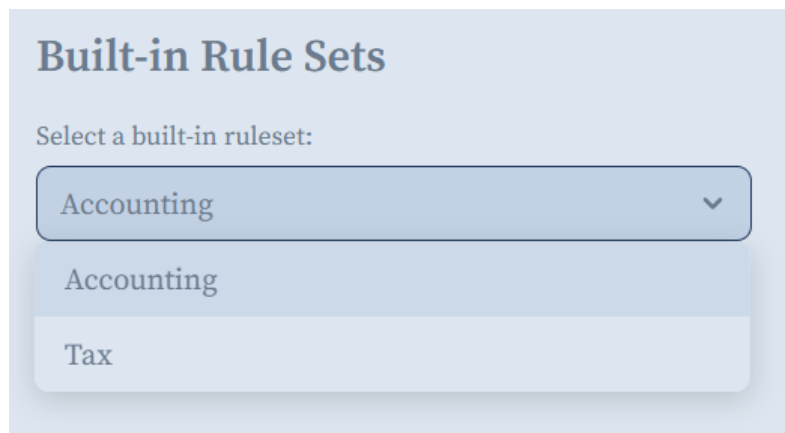 Built-in Rule Sets
Select a built-in ruleset:
Accounting
Accounting
Tax